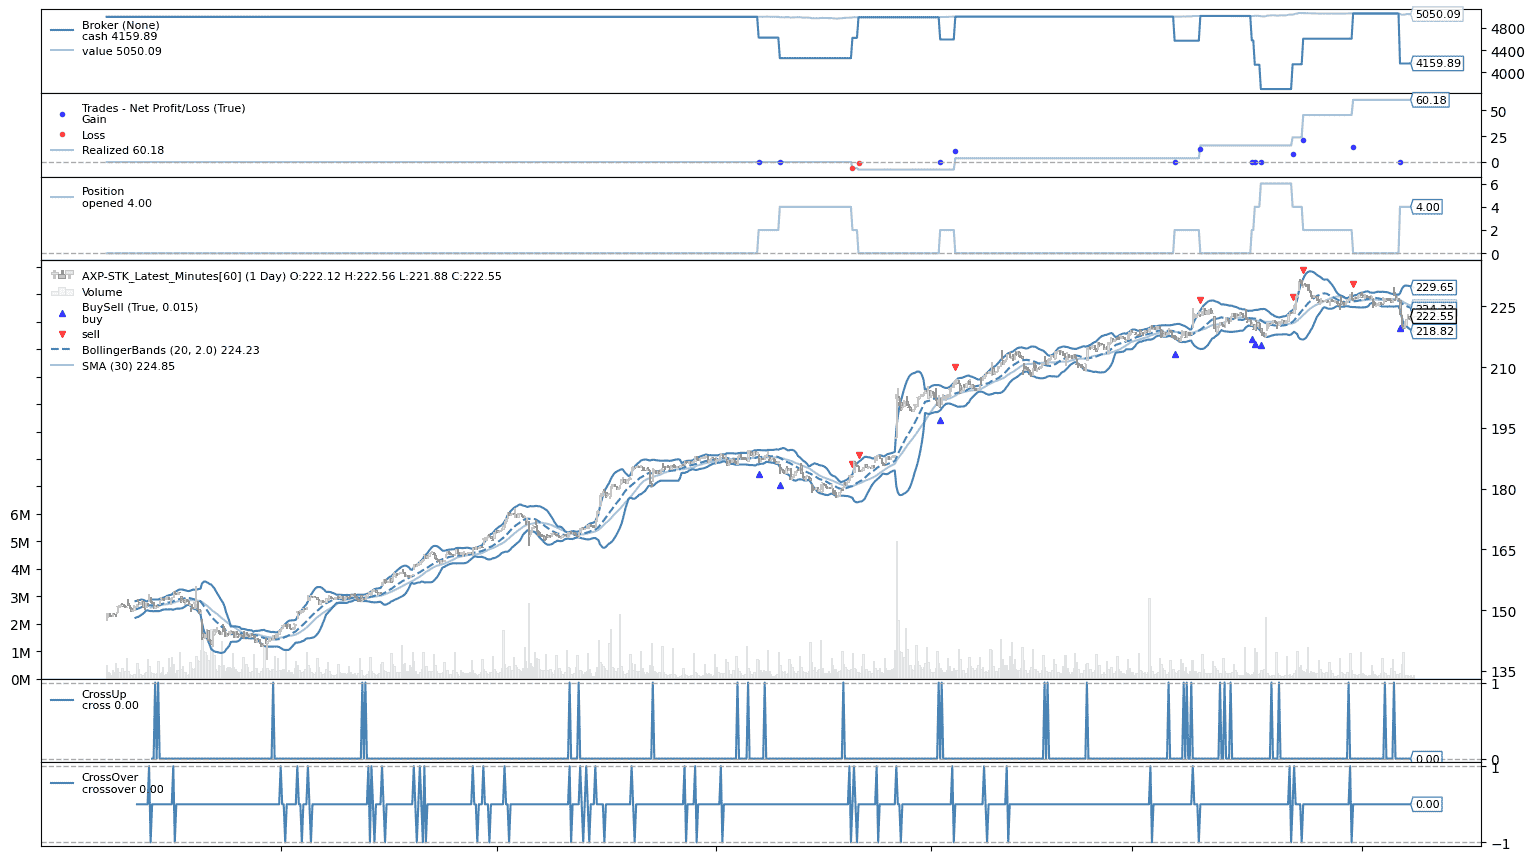 Broker (None)
cash 4159.89
value 5050.09
5050.09
4800
4400
4159.89
4000
Trades - Net Profit/Loss (True)
Gain
Loss
Realized 60.18
60.18
50
25
0
Position
opened 4.00
6
4.00
4
2
0
AXP-STK_Latest_Minutes[60] (1 Day) O:222.12 H:222.56 L:221.88 C:222.55
Volume
BuySell (True, 0.015)
buy
sell
BollingerBands (20, 2.0) 224.23
SMA (30) 224.85
229.65
225
222.55
218.82
210
195
180
165
150
135
6M
5M
4M
3M
2M
1M
0M
CrossUp
cross 0.00
1
0.00
0
CrossOver
crossover 0.00
1
0.00
−1